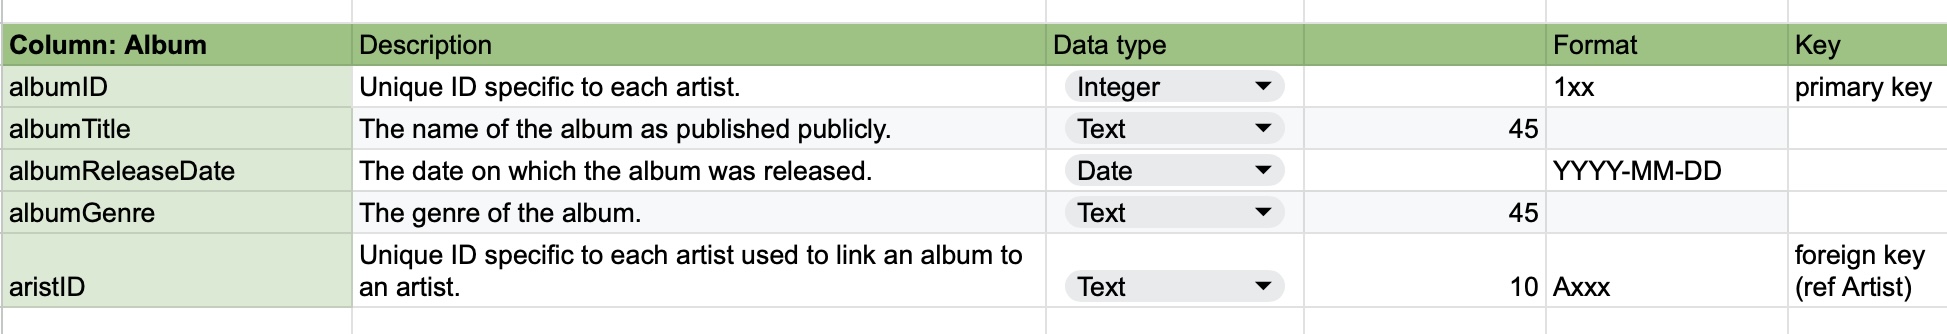 Column: Album Description Data type Format Key
albumID Unique ID specific to each artist. Integer 1xx primary key
albumTitle The name of the album as published publicly. Text 45
albumReleaseDate The date on which the album was released. Date YYYY-MM-DD
albumGenre The genre of the album. Text 45
Unique ID specific to each artist used to link an album to foreign key
aristID an artist. Text 10 Axxx (ref Artist)